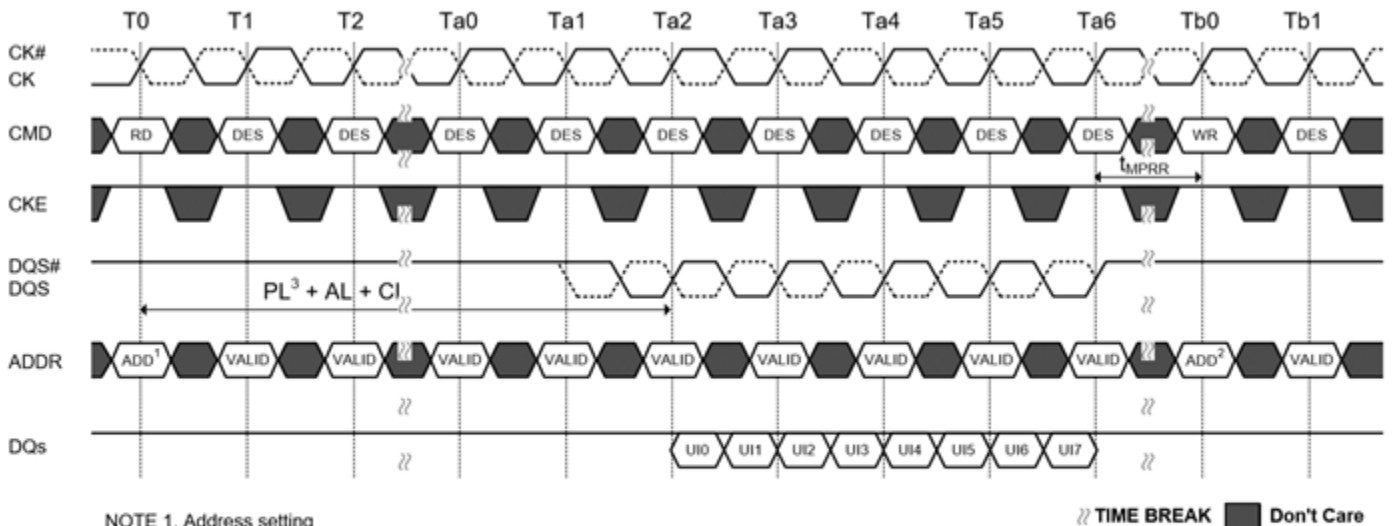 T0 T1 T2 Ta0 Ta1 Ta2 Ta3 Ta4 Ta5 Ta6 Tb0 Tb1
CK#
CK
CMD RD DES DES DES DES DES DES DES DES DES WR DES
tMPRR
CKE
DQS#
DQS
PL³ + AL + CL
ADDR ADD¹ VALID VALID VALID VALID VALID VALID VALID VALID VALID ADD² VALID
DQs UI0 UI1 UI2 UI3 UI4 UI5 UI6 UI7
NOTE 1. Address setting
TIME BREAK Don't Care